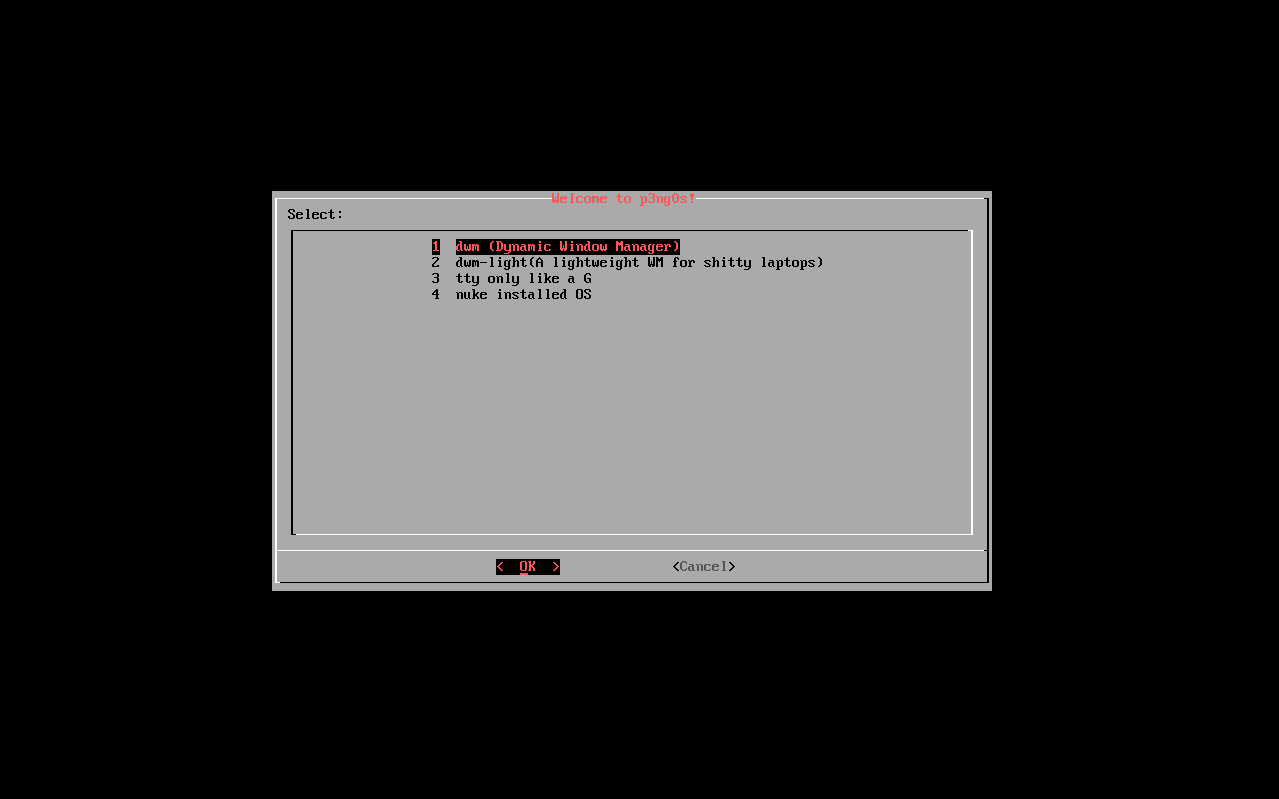 Welcome to p3ng0s!
Select:
1 dwm (Dynamic Window Manager)
2 dwm-light(A lightweight WM for shitty laptops)
3 tty only like a G
4 nuke installed OS
< OK > <Cancel>